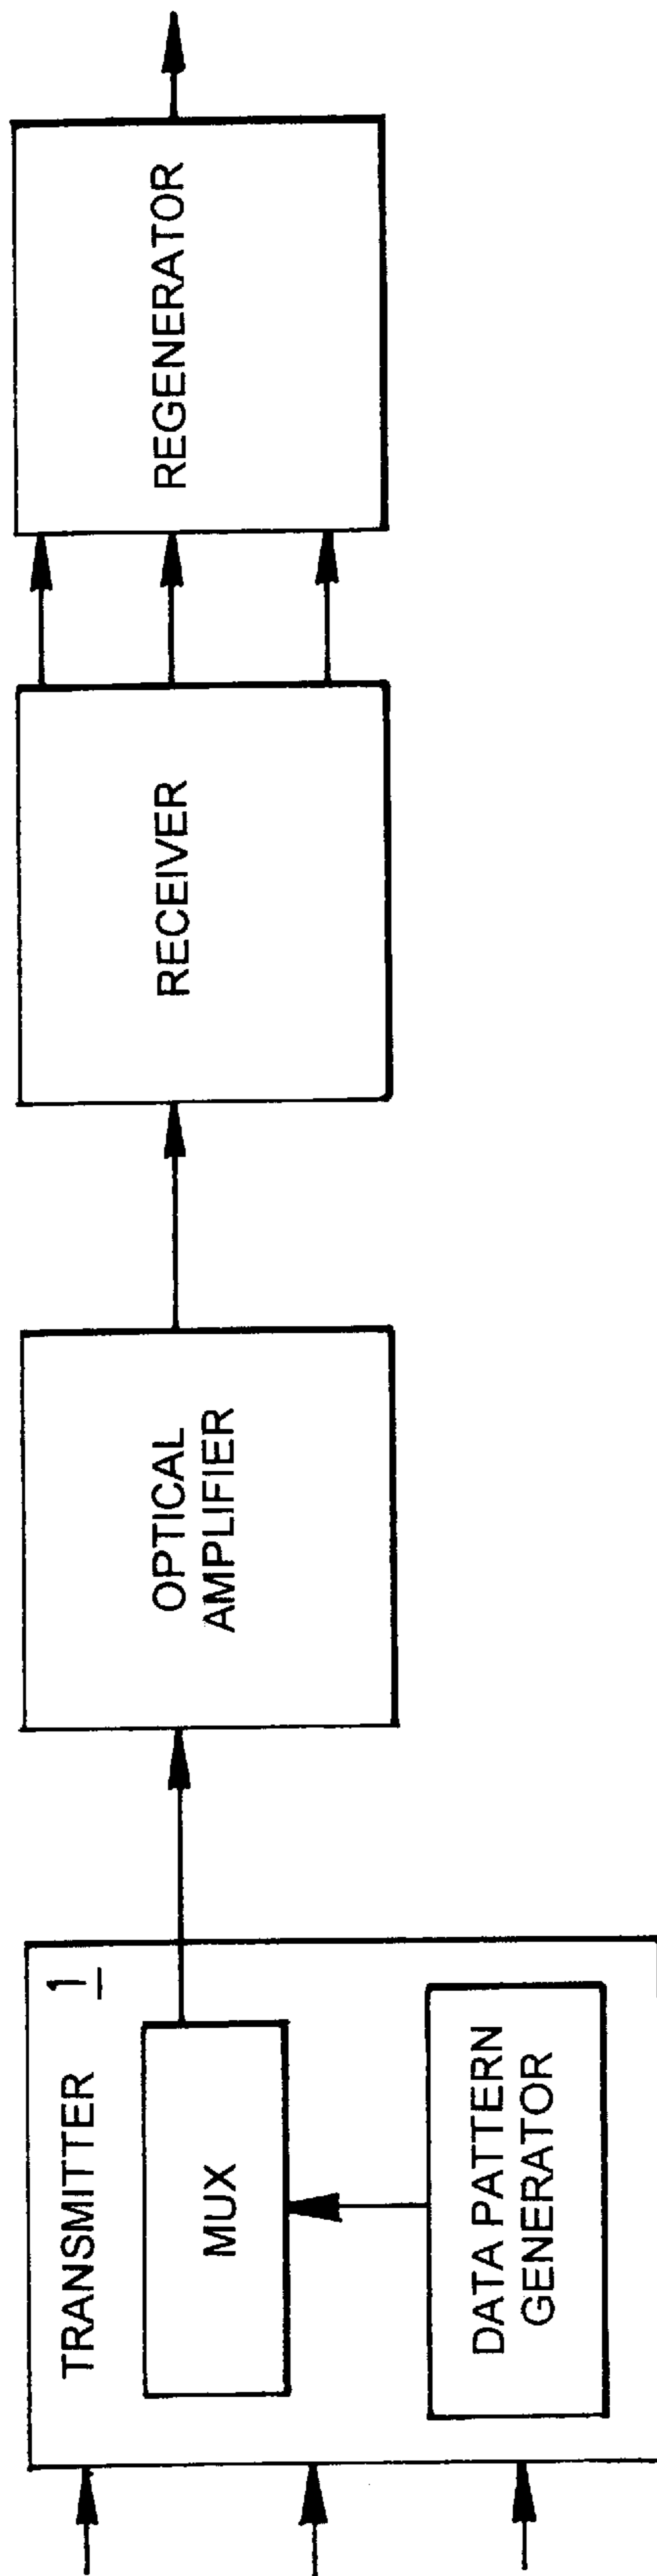 TRANSMITTER 1
MUX
DATA PATTERN
GENERATOR
OPTICAL
AMPLIFIER
RECEIVER
REGENERATOR